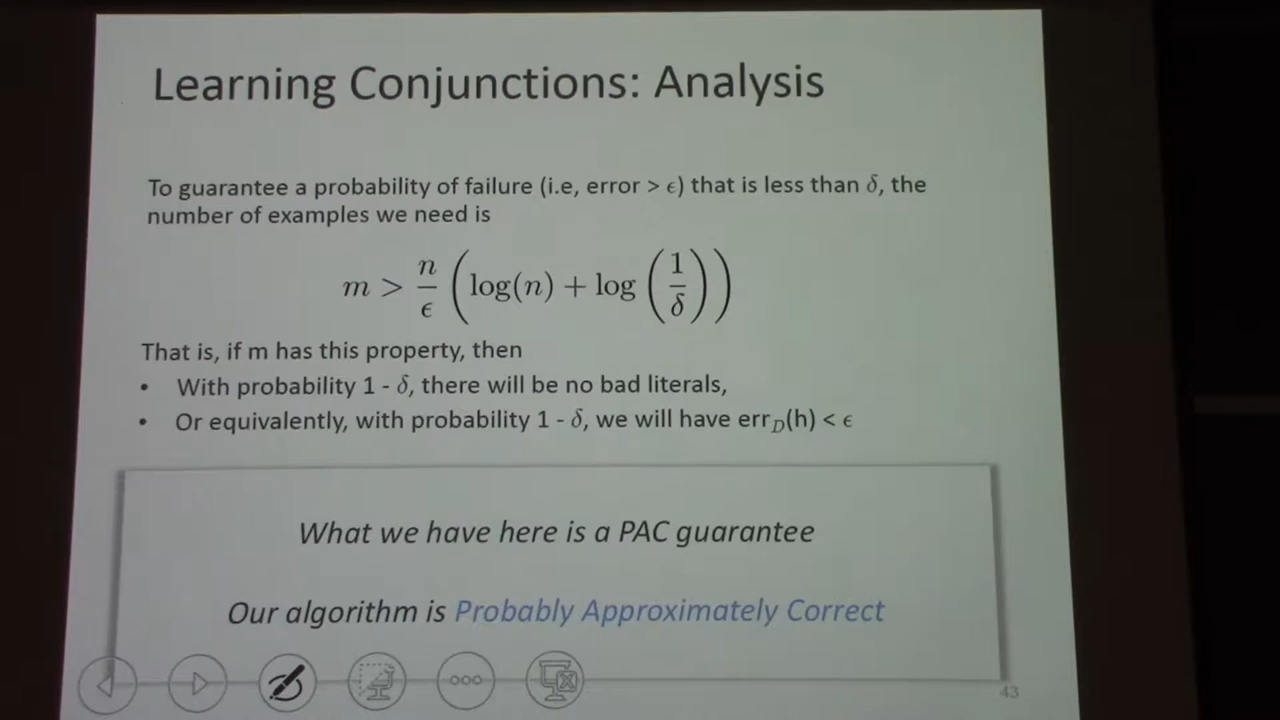 Learning Conjunctions: Analysis
To guarantee a probability of failure (i.e, error > ϵ) that is less than δ, the
number of examples we need is
m > n/ϵ (log(n) + log(1/δ))
That is, if m has this property, then
• With probability 1 - δ, there will be no bad literals,
• Or equivalently, with probability 1 - δ, we will have err_D(h) < ϵ
What we have here is a PAC guarantee
Our algorithm is Probably Approximately Correct
43